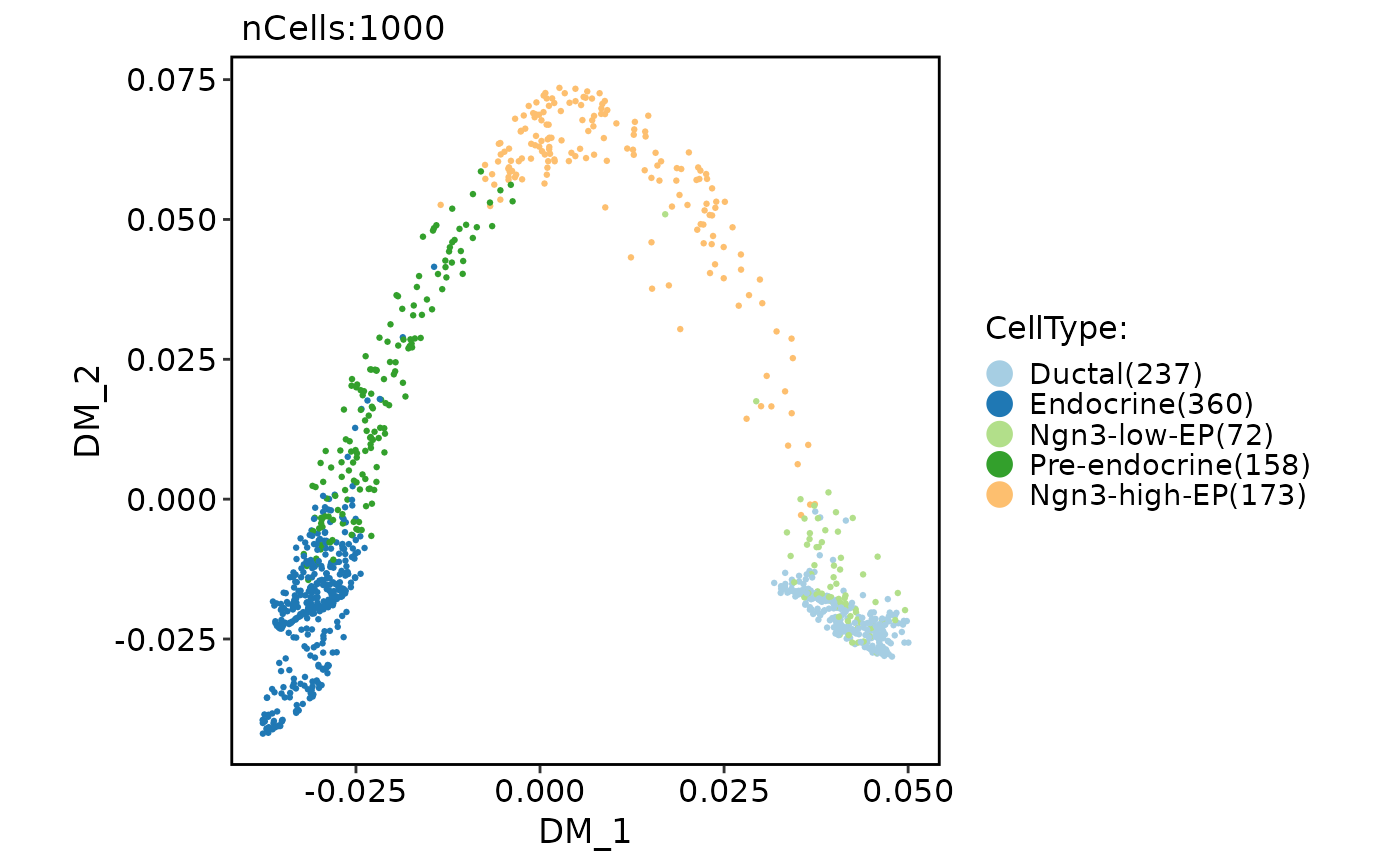 nCells:1000
0.075
0.050
0.025
0.000
-0.025
DM_2
-0.025
0.000
0.025
0.050
DM_1
CellType:
Ductal(237)
Endocrine(360)
Ngn3-low-EP(72)
Pre-endocrine(158)
Ngn3-high-EP(173)